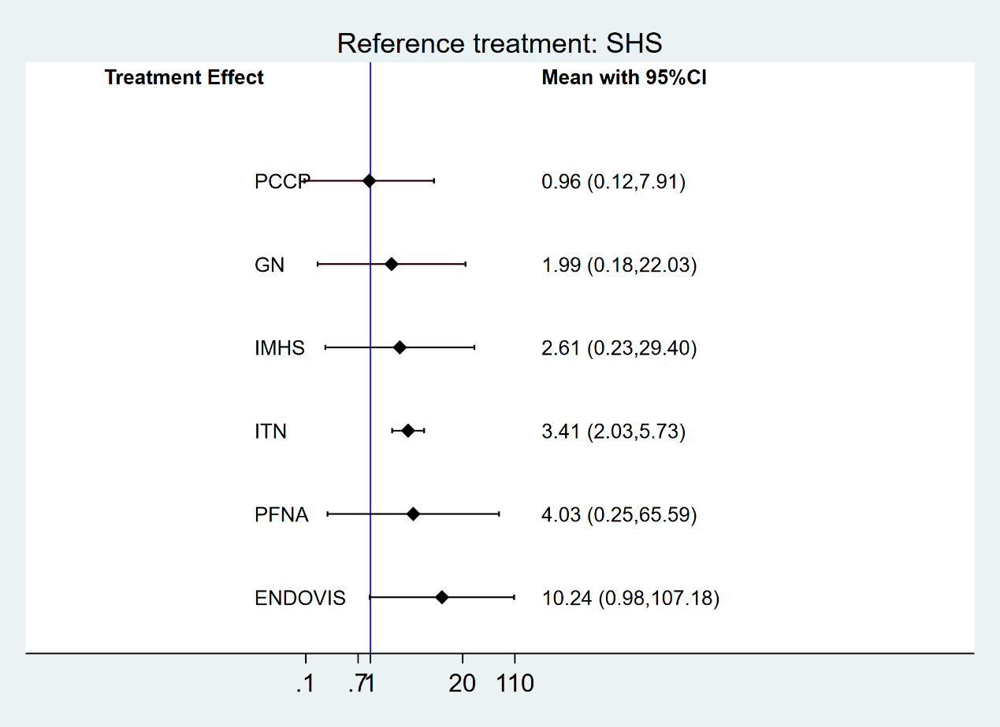 Reference treatment: SHS
Treatment Effect Mean with 95%CI
PCCP 0.96 (0.12,7.91)
GN 1.99 (0.18,22.03)
IMHS 2.61 (0.23,29.40)
ITN 3.41 (2.03,5.73)
PFNA 4.03 (0.25,65.59)
ENDOVIS 10.24 (0.98,107.18)
.1 .7 1 20 110